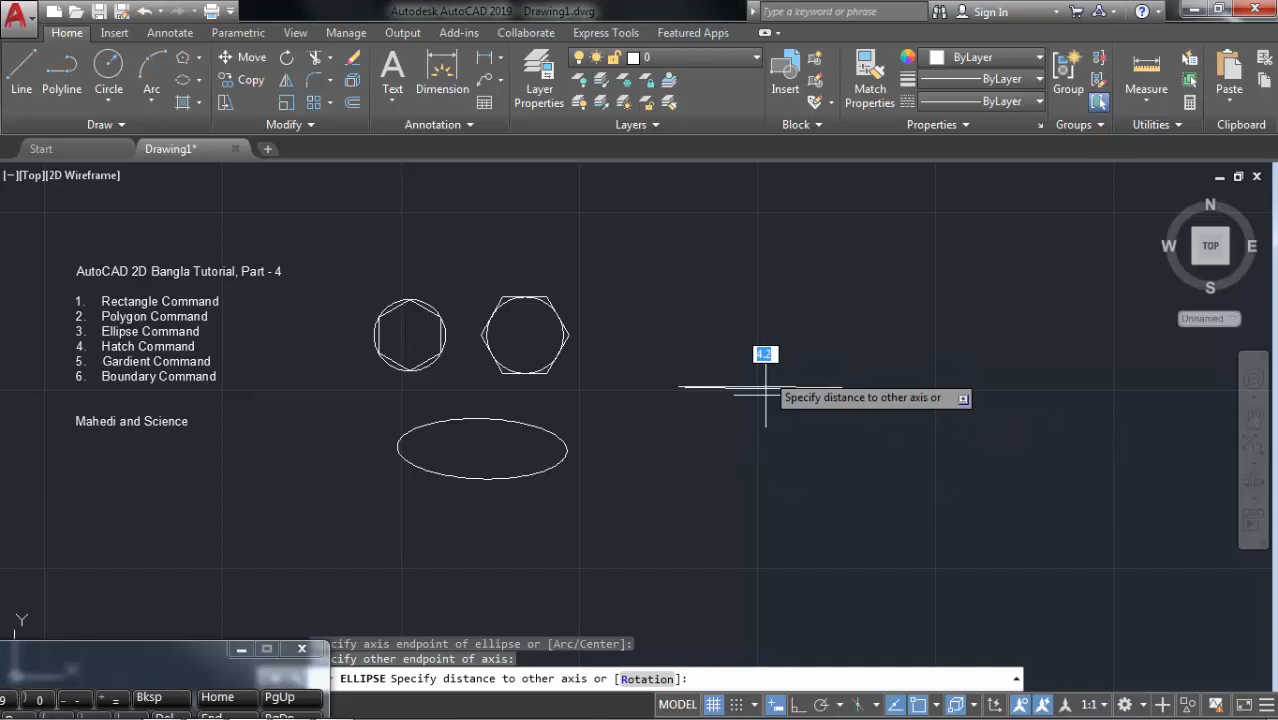 Autodesk AutoCAD 2019 Drawing1.dwg
Type a keyword or phrase
Sign In
Home Insert Annotate Parametric View Manage Output Add-ins Collaborate Express Tools Featured Apps
Line Polyline Circle Arc
Move
Copy
Text Dimension
Layer
Properties
0
Insert
Match
Properties
ByLayer
ByLayer
ByLayer
Group
Measure
Paste
Draw Modify Annotation Layers Block Properties Groups Utilities Clipboard
Start Drawing1*
[−][Top][2D Wireframe]
N
W TOP E
S
Unnamed
AutoCAD 2D Bangla Tutorial, Part - 4
1. Rectangle Command
2. Polygon Command
3. Ellipse Command
4. Hatch Command
5. Gardient Command
6. Boundary Command
Mahedi and Science
4.2
Specify distance to other axis or
Y
cify axis endpoint of ellipse or [Arc/Center]:
cify other endpoint of axis:
ELLIPSE Specify distance to other axis or [Rotation]:
9 ) 0 _ - + = Bksp Home PgUp
MODEL 1:1